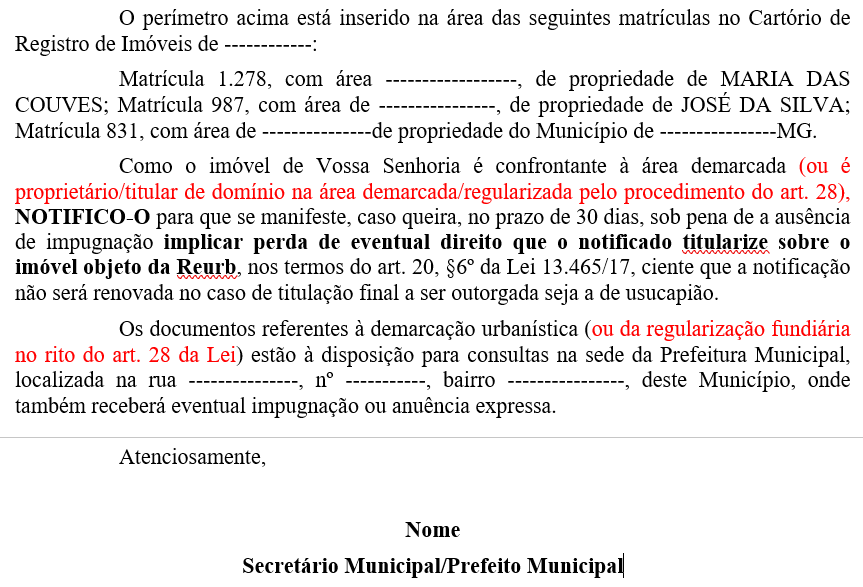 O perímetro acima está inserido na área das seguintes matrículas no Cartório de
Registro de Imóveis de ------------:
Matrícula 1.278, com área ------------------, de propriedade de MARIA DAS
COUVES; Matrícula 987, com área de ----------------, de propriedade de JOSÉ DA SILVA;
Matrícula 831, com área de ---------------de propriedade do Município de ----------------MG.
Como o imóvel de Vossa Senhoria é confrontante à área demarcada (ou é
proprietário/titular de domínio na área demarcada/regularizada pelo procedimento do art. 28),
NOTIFICO-O para que se manifeste, caso queira, no prazo de 30 dias, sob pena de a ausência
de impugnação implicar perda de eventual direito que o notificado titularize sobre o
imóvel objeto da Reurb, nos termos do art. 20, §6º da Lei 13.465/17, ciente que a notificação
não será renovada no caso de titulação final a ser outorgada seja a de usucapião.
Os documentos referentes à demarcação urbanística (ou da regularização fundiária
no rito do art. 28 da Lei) estão à disposição para consultas na sede da Prefeitura Municipal,
localizada na rua ---------------, nº -----------, bairro ----------------, deste Município, onde
também receberá eventual impugnação ou anuência expressa.
Atenciosamente,
Nome
Secretário Municipal/Prefeito Municipal